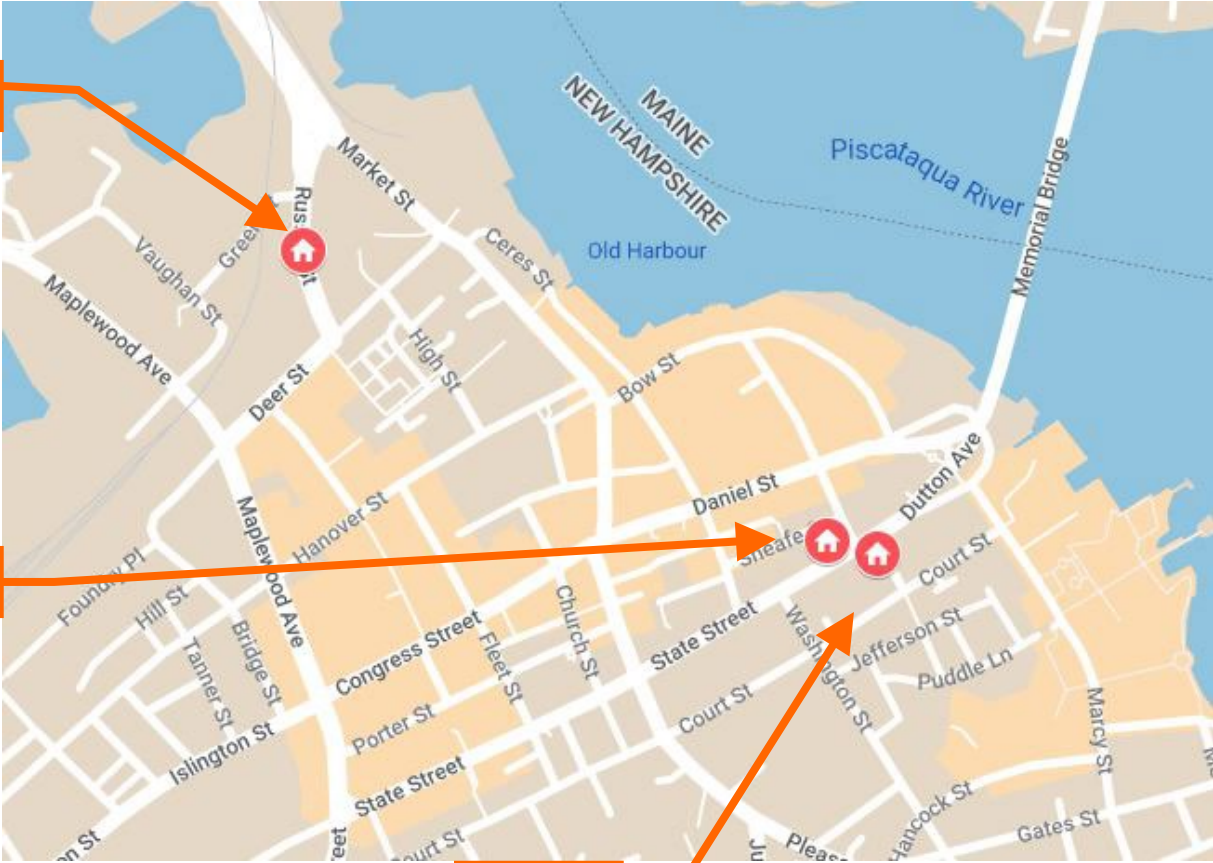 MAINE
NEW HAMPSHIRE
Piscataqua River
Old Harbour
Memorial Bridge
Market St
Ceres St
Vaughan St
Maplewood Ave
High St
Bow St
Deer St
Daniel St
Dutton Ave
Hanover St
Maplewood Ave
Court St
Foundry Pl
Hill St
Bridge St
Tanner St
Church St
Congress Street
Fleet St
State Street
Washington St
Jefferson St
Puddle Ln
Porter St
Court St
Marcy St
Islington St
State Street
Hancock St
Gates St